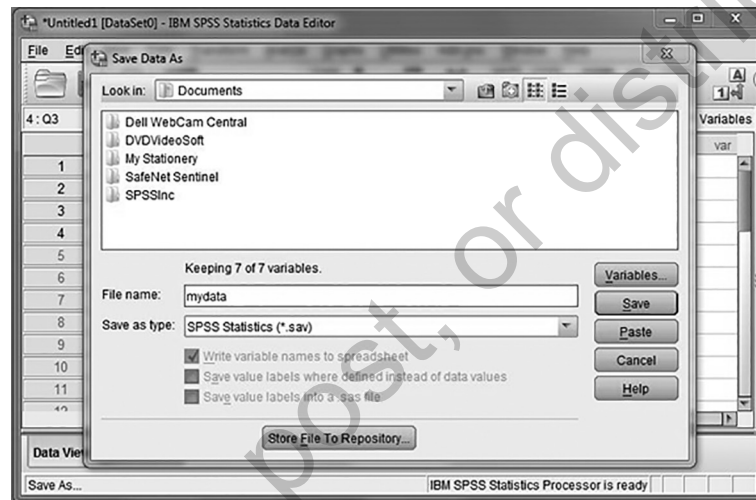 *Untitled1 [DataSet0] - IBM SPSS Statistics Data Editor
File Edi
Save Data As
Look in: Documents
4 : Q3
Variables
var
Dell WebCam Central
DVDVideoSoft
My Stationery
SafeNet Sentinel
SPSSInc
1
2
3
4
5
6
7
8
9
10
11
12
Keeping 7 of 7 variables.
Variables...
File name: mydata
Save
Save as type: SPSS Statistics (*.sav)
Paste
Write variable names to spreadsheet
Cancel
Save value labels where defined instead of data values
Help
Save value labels into a .sas file
Store File To Repository...
Data Vie
Save As...
IBM SPSS Statistics Processor is ready
post, or distri